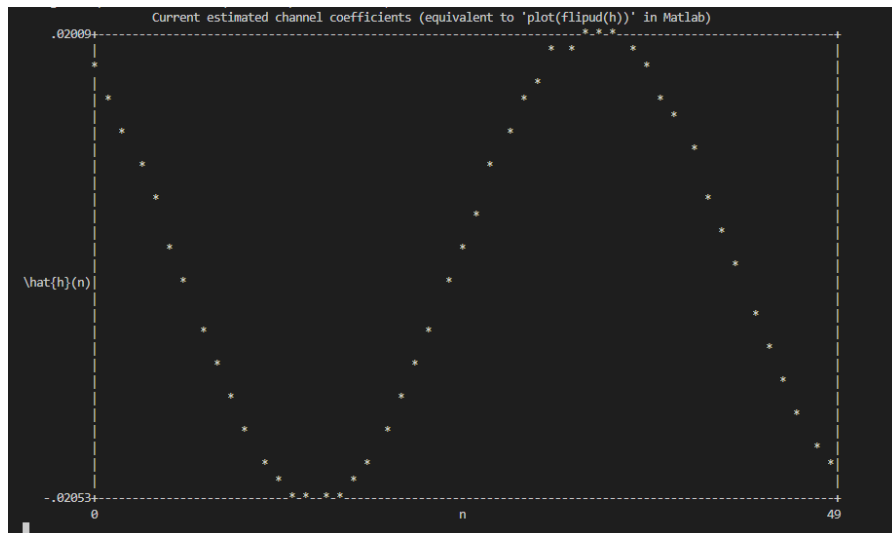 Current estimated channel coefficients (equivalent to 'plot(flipud(h))' in Matlab)
.02009
\hat{h}(n)
-.02053
0 n 49